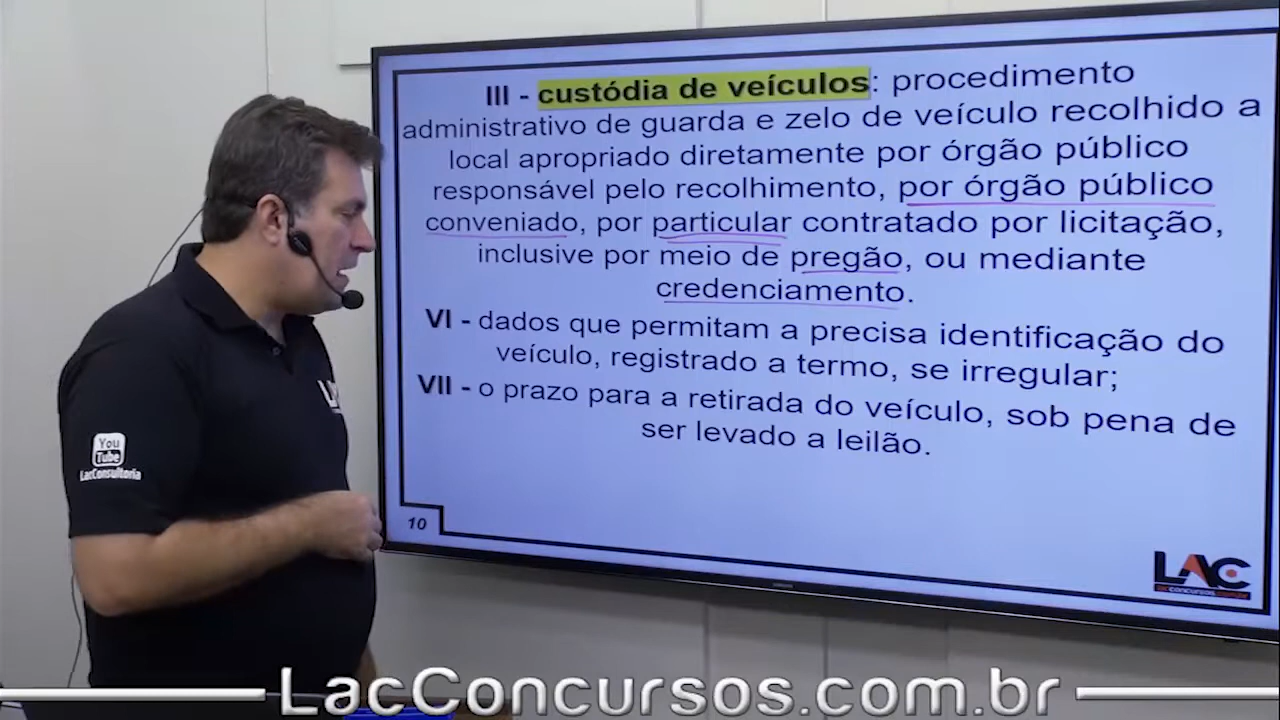 III - custódia de veículos: procedimento
administrativo de guarda e zelo de veículo recolhido a
local apropriado diretamente por órgão público
responsável pelo recolhimento, por órgão público
conveniado, por particular contratado por licitação,
inclusive por meio de pregão, ou mediante
credenciamento.
VI - dados que permitam a precisa identificação do
veículo, registrado a termo, se irregular;
VII - o prazo para a retirada do veículo, sob pena de
ser levado a leilão.
10
LAC
LACCONCURSOS.COM.BR
You
Tube
LacConsultoria
LacConcursos.com.br